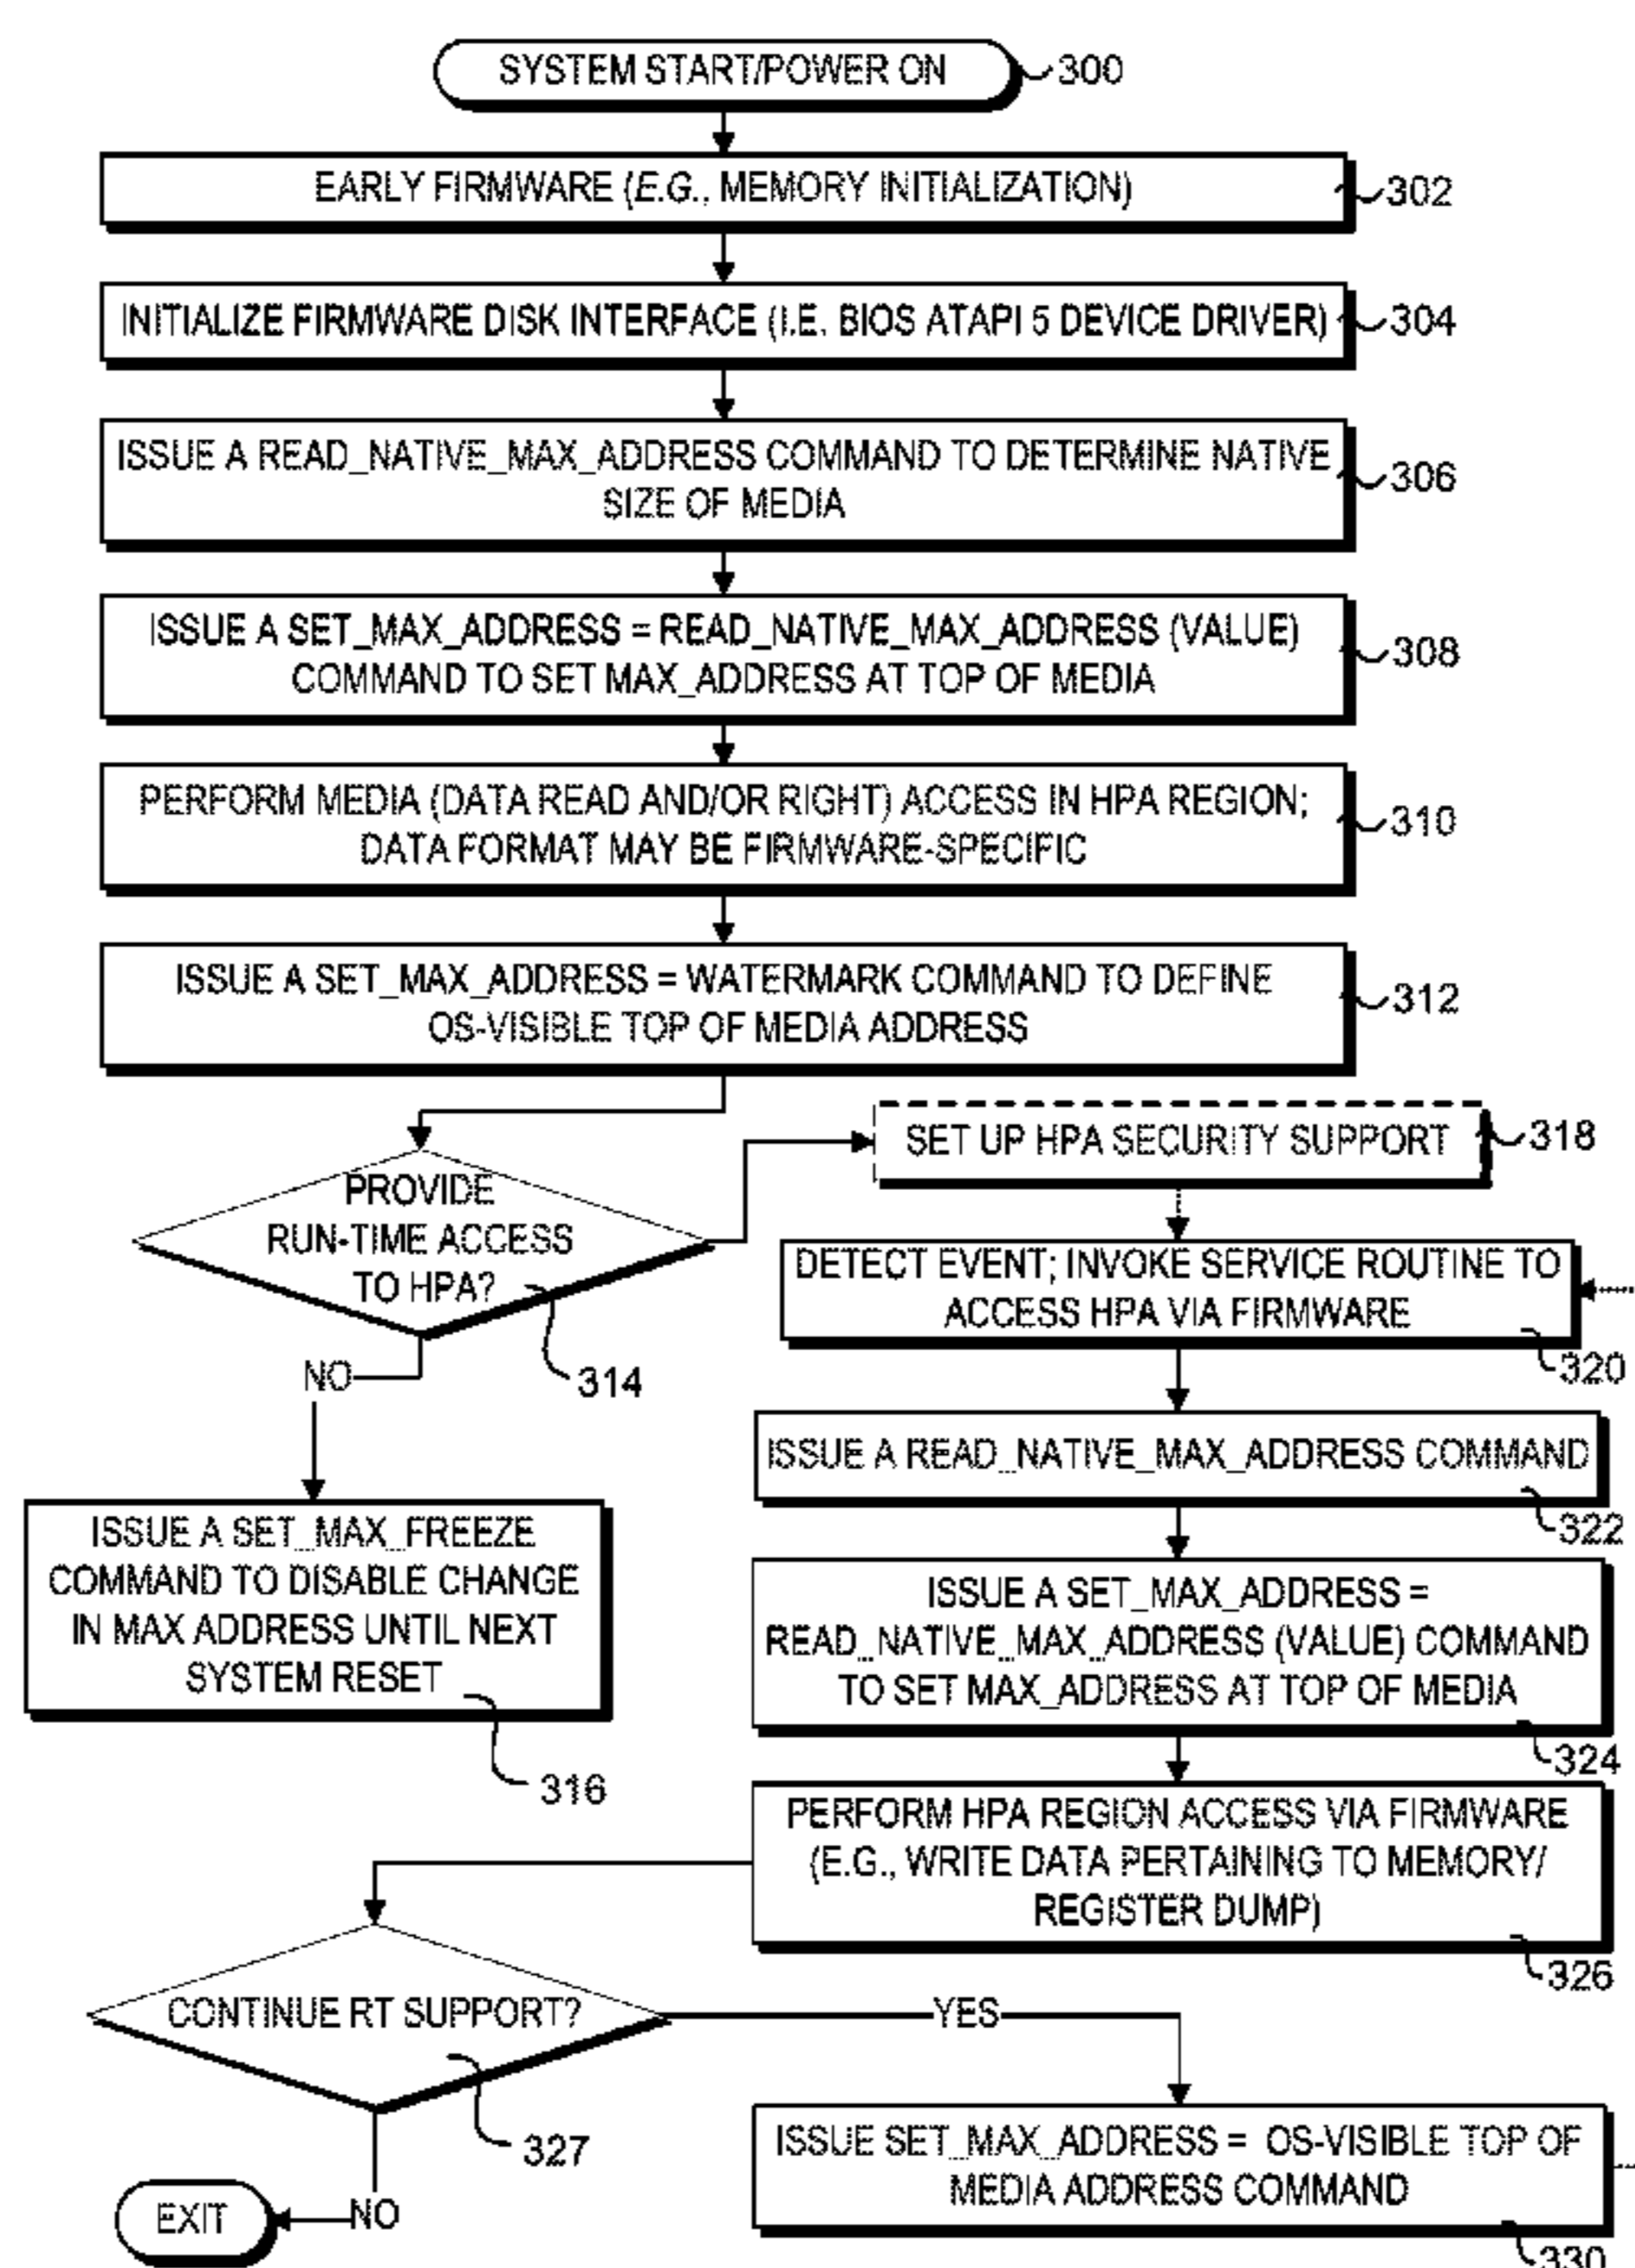 SYSTEM START/POWER ON
300
EARLY FIRMWARE (E.G., MEMORY INITIALIZATION)
302
INITIALIZE FIRMWARE DISK INTERFACE (I.E. BIOS ATAPI 5 DEVICE DRIVER)
304
ISSUE A READ_NATIVE_MAX_ADDRESS COMMAND TO DETERMINE NATIVE
SIZE OF MEDIA
306
ISSUE A SET_MAX_ADDRESS = READ_NATIVE_MAX_ADDRESS (VALUE)
COMMAND TO SET MAX_ADDRESS AT TOP OF MEDIA
308
PERFORM MEDIA (DATA READ AND/OR RIGHT) ACCESS IN HPA REGION;
DATA FORMAT MAY BE FIRMWARE-SPECIFIC
310
ISSUE A SET_MAX_ADDRESS = WATERMARK COMMAND TO DEFINE
OS-VISIBLE TOP OF MEDIA ADDRESS
312
PROVIDE
RUN-TIME ACCESS
TO HPA?
314
NO
ISSUE A SET_MAX_FREEZE
COMMAND TO DISABLE CHANGE
IN MAX ADDRESS UNTIL NEXT
SYSTEM RESET
316
SET UP HPA SECURITY SUPPORT
318
DETECT EVENT; INVOKE SERVICE ROUTINE TO
ACCESS HPA VIA FIRMWARE
320
ISSUE A READ_NATIVE_MAX_ADDRESS COMMAND
322
ISSUE A SET_MAX_ADDRESS =
READ_NATIVE_MAX_ADDRESS (VALUE) COMMAND
TO SET MAX_ADDRESS AT TOP OF MEDIA
324
PERFORM HPA REGION ACCESS VIA FIRMWARE
(E.G., WRITE DATA PERTAINING TO MEMORY/
REGISTER DUMP)
326
CONTINUE RT SUPPORT?
327
YES
NO
EXIT
ISSUE SET_MAX_ADDRESS = OS-VISIBLE TOP OF
MEDIA ADDRESS COMMAND
330